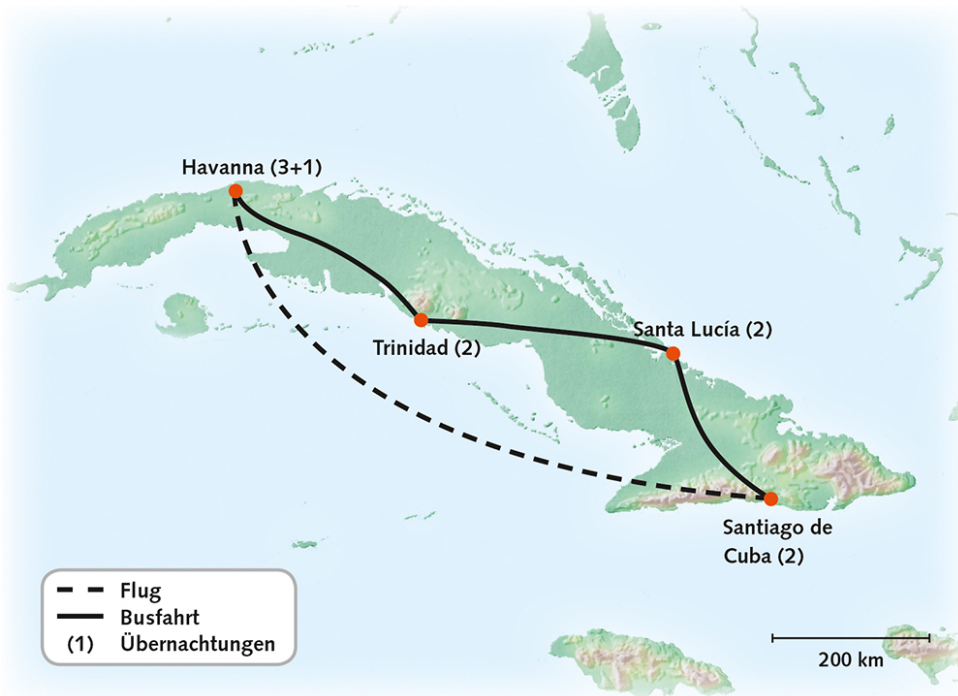 Havanna (3+1)
Santa Lucía (2)
Trinidad (2)
Santiago de
Cuba (2)
Flug
Busfahrt
(1) Übernachtungen
200 km